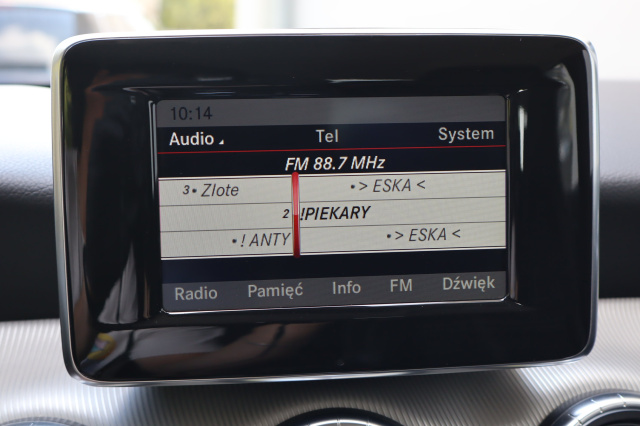 10:14
Audio Tel System
FM 88.7 MHz
3• Zlote •> ESKA <
2 !PIEKARY
•! ANTY •> ESKA <
Radio Pamięć Info FM Dźwięk